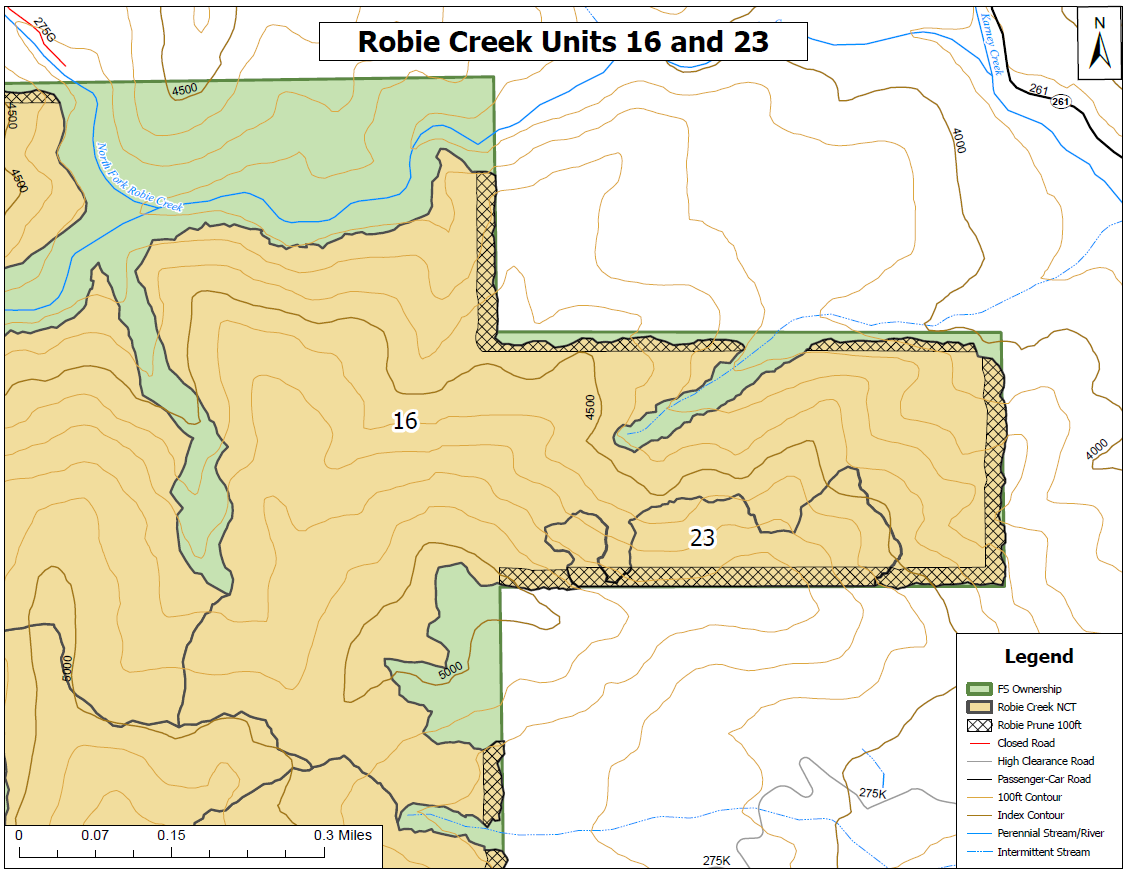 Robie Creek Units 16 and 23
N
275G
4500
4500
4500
North Fork Robie Creek
Karney Creek
261
261
4000
4500
16
4000
23
5000
5000
275K
275K
Legend
FS Ownership
Robie Creek NCT
Robie Prune 100ft
Closed Road
High Clearance Road
Passenger-Car Road
100ft Contour
Index Contour
Perennial Stream/River
Intermittent Stream
0 0.07 0.15 0.3 Miles